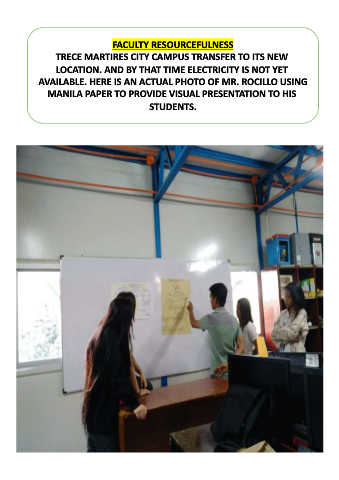 FACULTY RESOURCEFULNESS
TRECE MARTIRES CITY CAMPUS TRANSFER TO ITS NEW
LOCATION. AND BY THAT TIME ELECTRICITY IS NOT YET
AVAILABLE. HERE IS AN ACTUAL PHOTO OF MR. ROCILLO USING
MANILA PAPER TO PROVIDE VISUAL PRESENTATION TO HIS
STUDENTS.